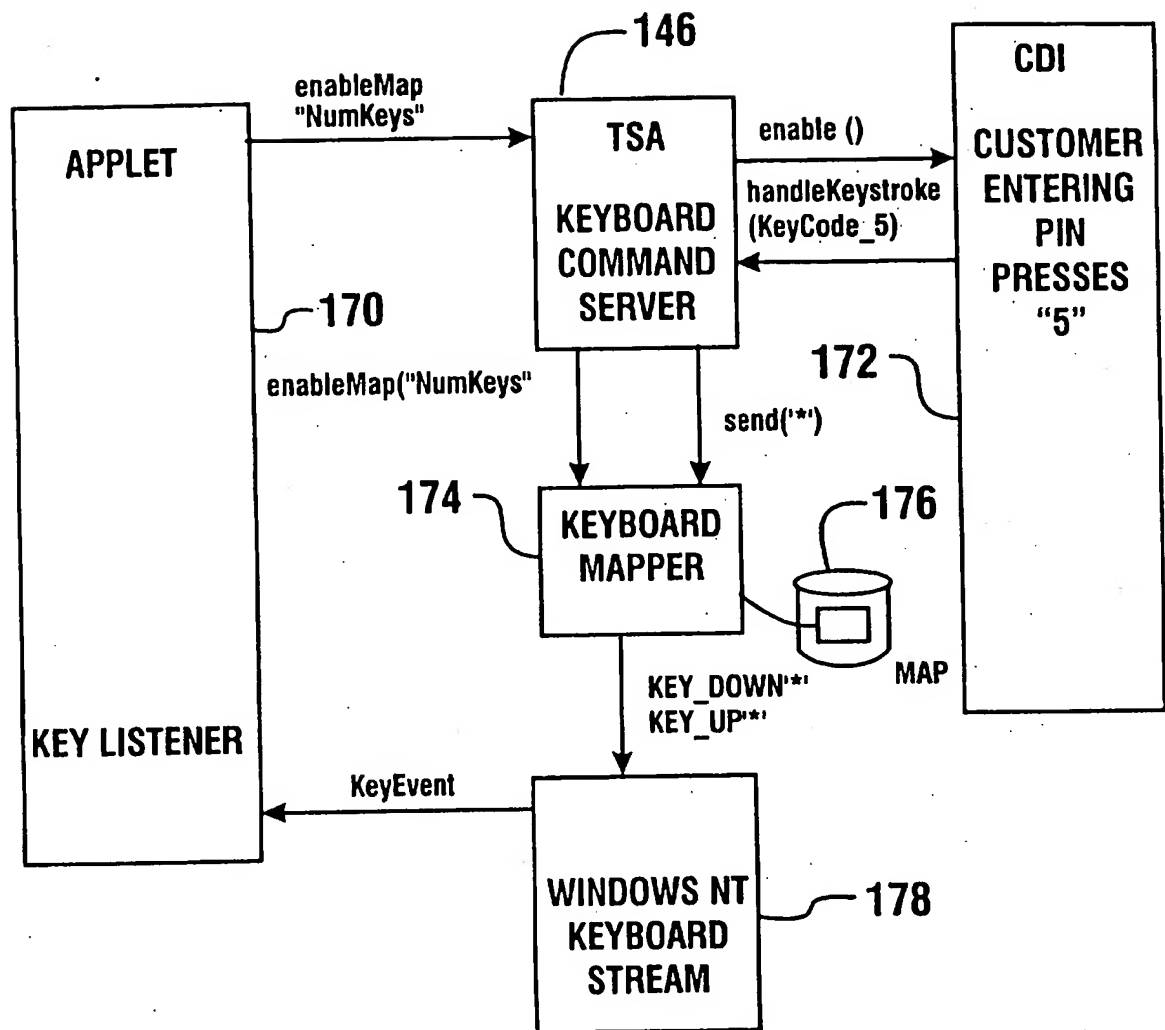 146
enableMap
"NumKeys"
APPLET
TSA
KEYBOARD
COMMAND
SERVER
enable ()
handleKeystroke
(KeyCode_5)
CDI
CUSTOMER
ENTERING
PIN
PRESSES
“5”
170
172
enableMap("NumKeys"
send('*')
174
KEYBOARD
MAPPER
176
MAP
KEY_DOWN'*'
KEY_UP'*'
KEY LISTENER
KeyEvent
WINDOWS NT
KEYBOARD
STREAM
178